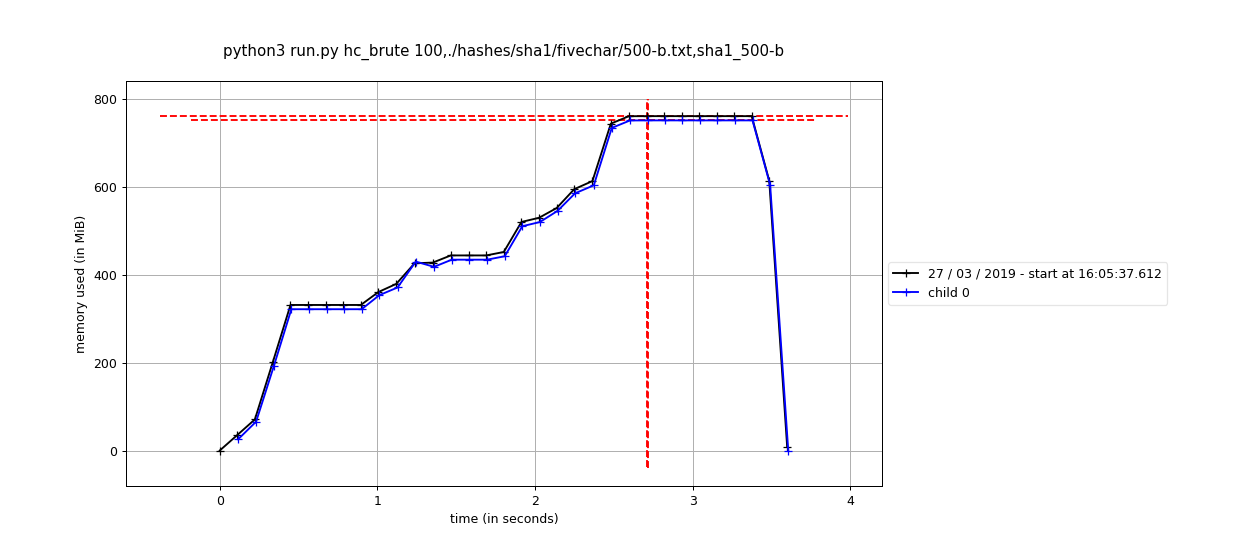 python3 run.py hc_brute 100,./hashes/sha1/fivechar/500-b.txt,sha1_500-b
memory used (in MiB)
800
600
400
200
0
0 1 2 3 4
time (in seconds)
27 / 03 / 2019 - start at 16:05:37.612
child 0